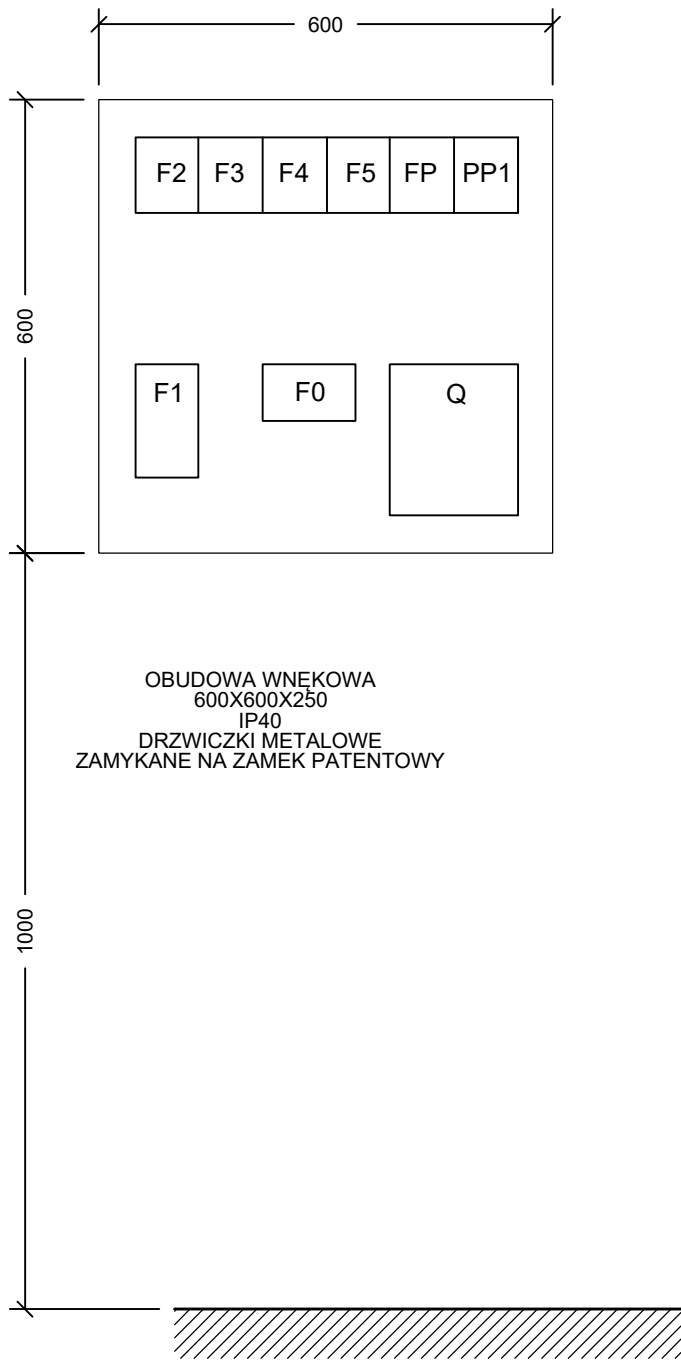 600
F2 F3 F4 F5 FP PP1
600
F1 F0 Q
OBUDOWA WNĘKOWA
600X600X250
IP40
DRZWICZKI METALOWE
ZAMYKANE NA ZAMEK PATENTOWY
1000